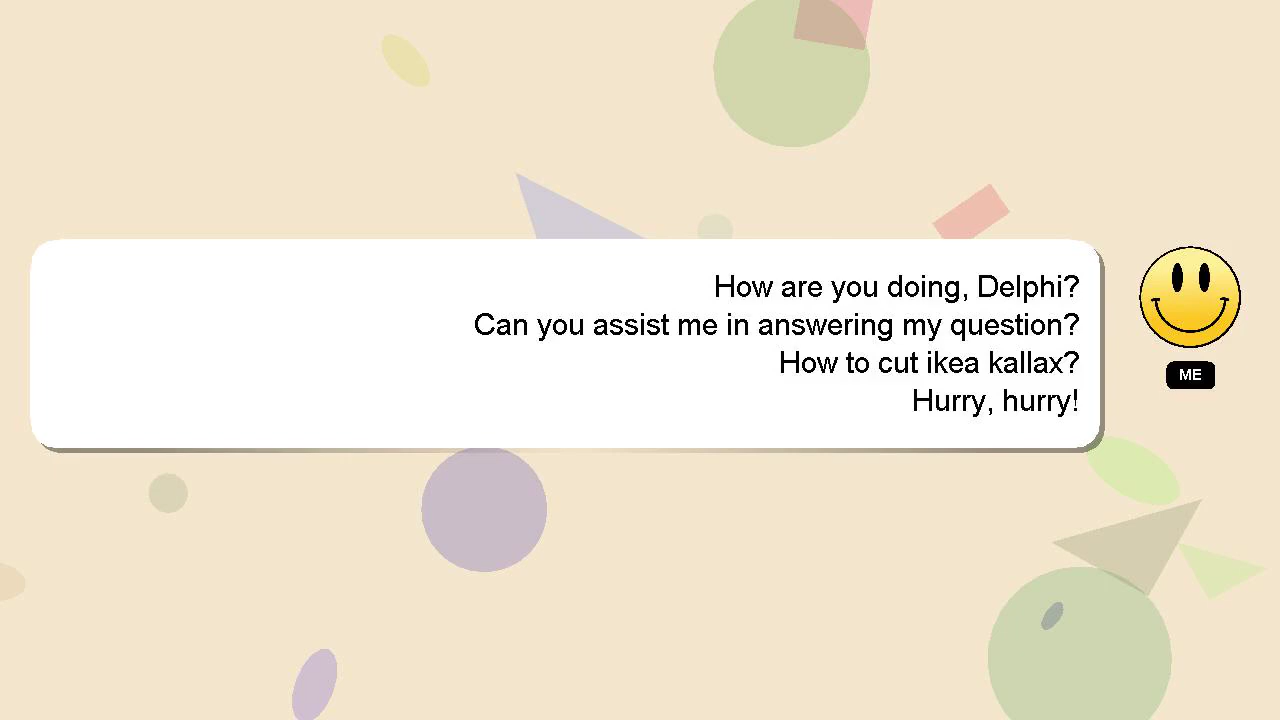 How are you doing, Delphi?
Can you assist me in answering my question?
How to cut ikea kallax?
Hurry, hurry!
ME